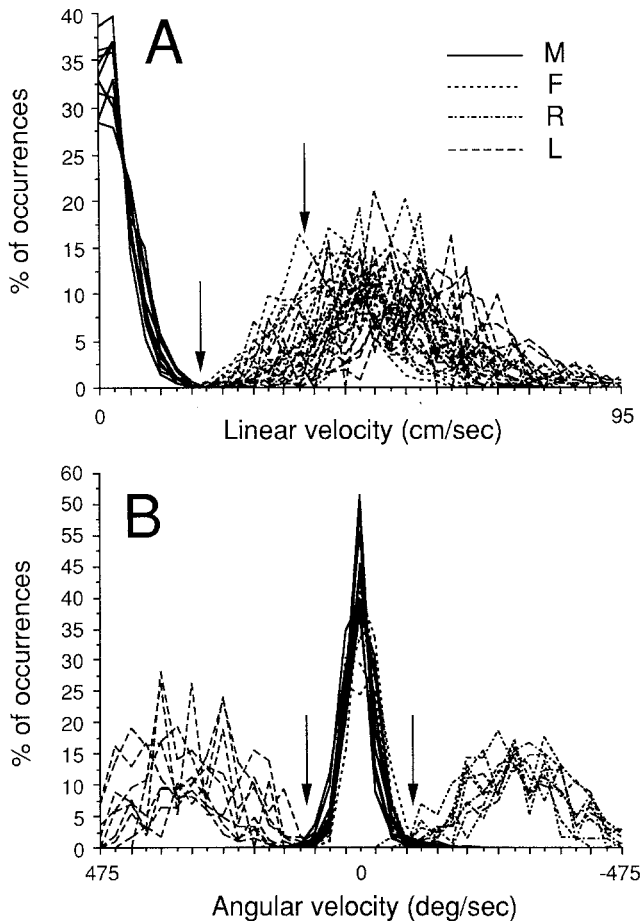 A
M
F
R
L
% of occurrences
40
35
30
25
20
15
10
5
0
0
95
Linear velocity (cm/sec)
B
% of occurrences
60
55
50
45
40
35
30
25
20
15
10
5
0
475
0
-475
Angular velocity (deg/sec)